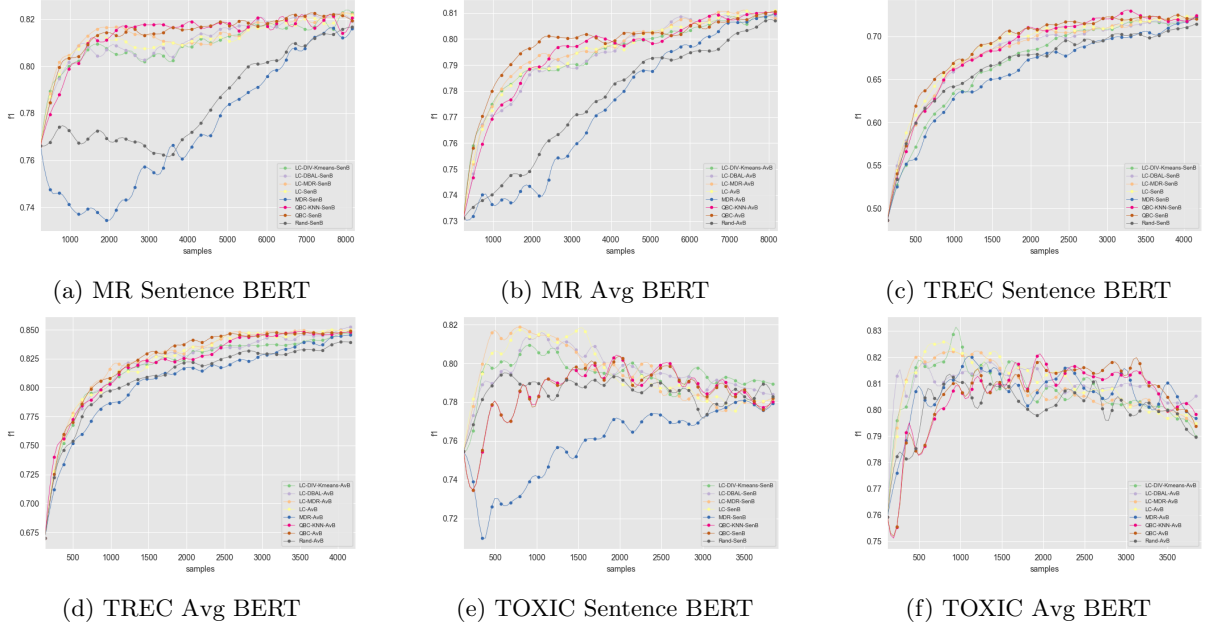 0.82
0.80
0.78
0.76
0.74
f1
1000 2000 3000 4000 5000 6000 7000 8000
samples
LC-DIV-Kmeans-SenB
LC-DBAL-SenB
LC-MDR-SenB
LC-SenB
MDR-SenB
QBC-KNN-SenB
QBC-SenB
Rand-SenB
(a) MR Sentence BERT
0.81
0.80
0.79
0.78
0.77
0.76
0.75
0.74
0.73
f1
1000 2000 3000 4000 5000 6000 7000 8000
samples
LC-DIV-Kmeans-AvB
LC-DBAL-AvB
LC-MDR-AvB
LC-AvB
MDR-AvB
QBC-KNN-AvB
QBC-AvB
Rand-AvB
(b) MR Avg BERT
0.70
0.65
0.60
0.55
0.50
f1
500 1000 1500 2000 2500 3000 3500 4000
samples
LC-DIV-Kmeans-SenB
LC-DBAL-SenB
LC-MDR-SenB
LC-SenB
MDR-SenB
QBC-KNN-SenB
QBC-SenB
Rand-SenB
(c) TREC Sentence BERT
0.850
0.825
0.800
0.775
0.750
0.725
0.700
0.675
f1
500 1000 1500 2000 2500 3000 3500 4000
samples
LC-DIV-Kmeans-AvB
LC-DBAL-AvB
LC-MDR-AvB
LC-AvB
MDR-AvB
QBC-KNN-AvB
QBC-AvB
Rand-AvB
(d) TREC Avg BERT
0.82
0.80
0.78
0.76
0.74
0.72
f1
500 1000 1500 2000 2500 3000 3500
samples
LC-DIV-Kmeans-SenB
LC-DBAL-SenB
LC-MDR-SenB
LC-SenB
MDR-SenB
QBC-KNN-SenB
QBC-SenB
Rand-SenB
(e) TOXIC Sentence BERT
0.83
0.82
0.81
0.80
0.79
0.78
0.77
0.76
0.75
f1
500 1000 1500 2000 2500 3000 3500
samples
LC-DIV-Kmeans-AvB
LC-DBAL-AvB
LC-MDR-AvB
LC-AvB
MDR-AvB
QBC-KNN-AvB
QBC-AvB
Rand-AvB
(f) TOXIC Avg BERT